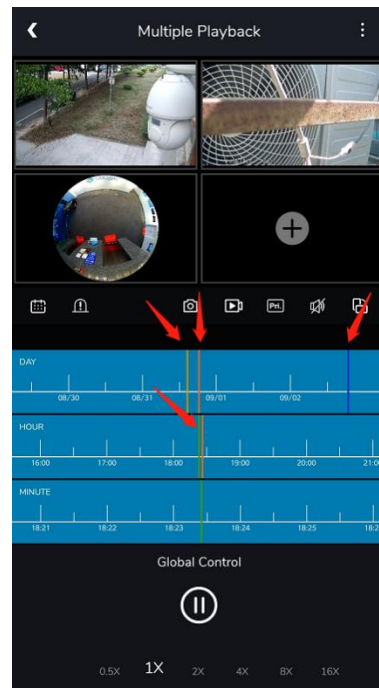 Multiple Playback
Pri.
DAY
08/30 08/31 09/01 09/02
HOUR
16:00 17:00 18:00 19:00 20:00 21:0
MINUTE
18:21 18:22 18:23 18:24 18:25 18:2
Global Control
0.5X 1X 2X 4X 8X 16X